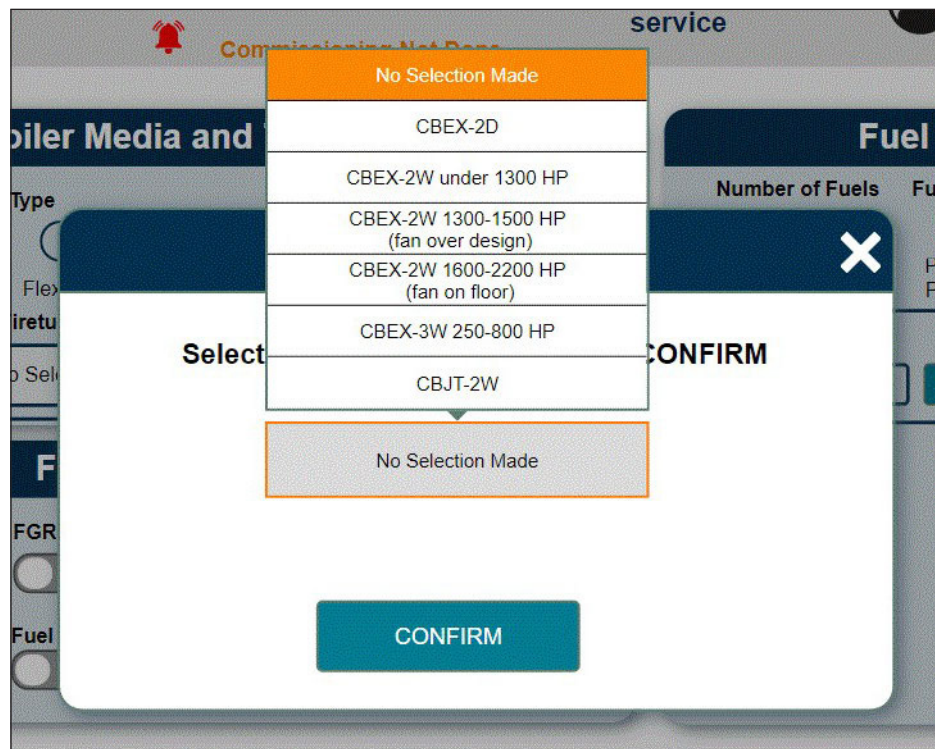 service
Commissioning Not Done
No Selection Made
CBEX-2D
CBEX-2W under 1300 HP
CBEX-2W 1300-1500 HP
(fan over design)
CBEX-2W 1600-2200 HP
(fan on floor)
CBEX-3W 250-800 HP
CBJT-2W
No Selection Made
Select
CONFIRM
CONFIRM
oiler Media and
Type
Flex
Firetu
o Sele
F
FGR
Fuel
Fuel
Number of Fuels
Fu
P
F